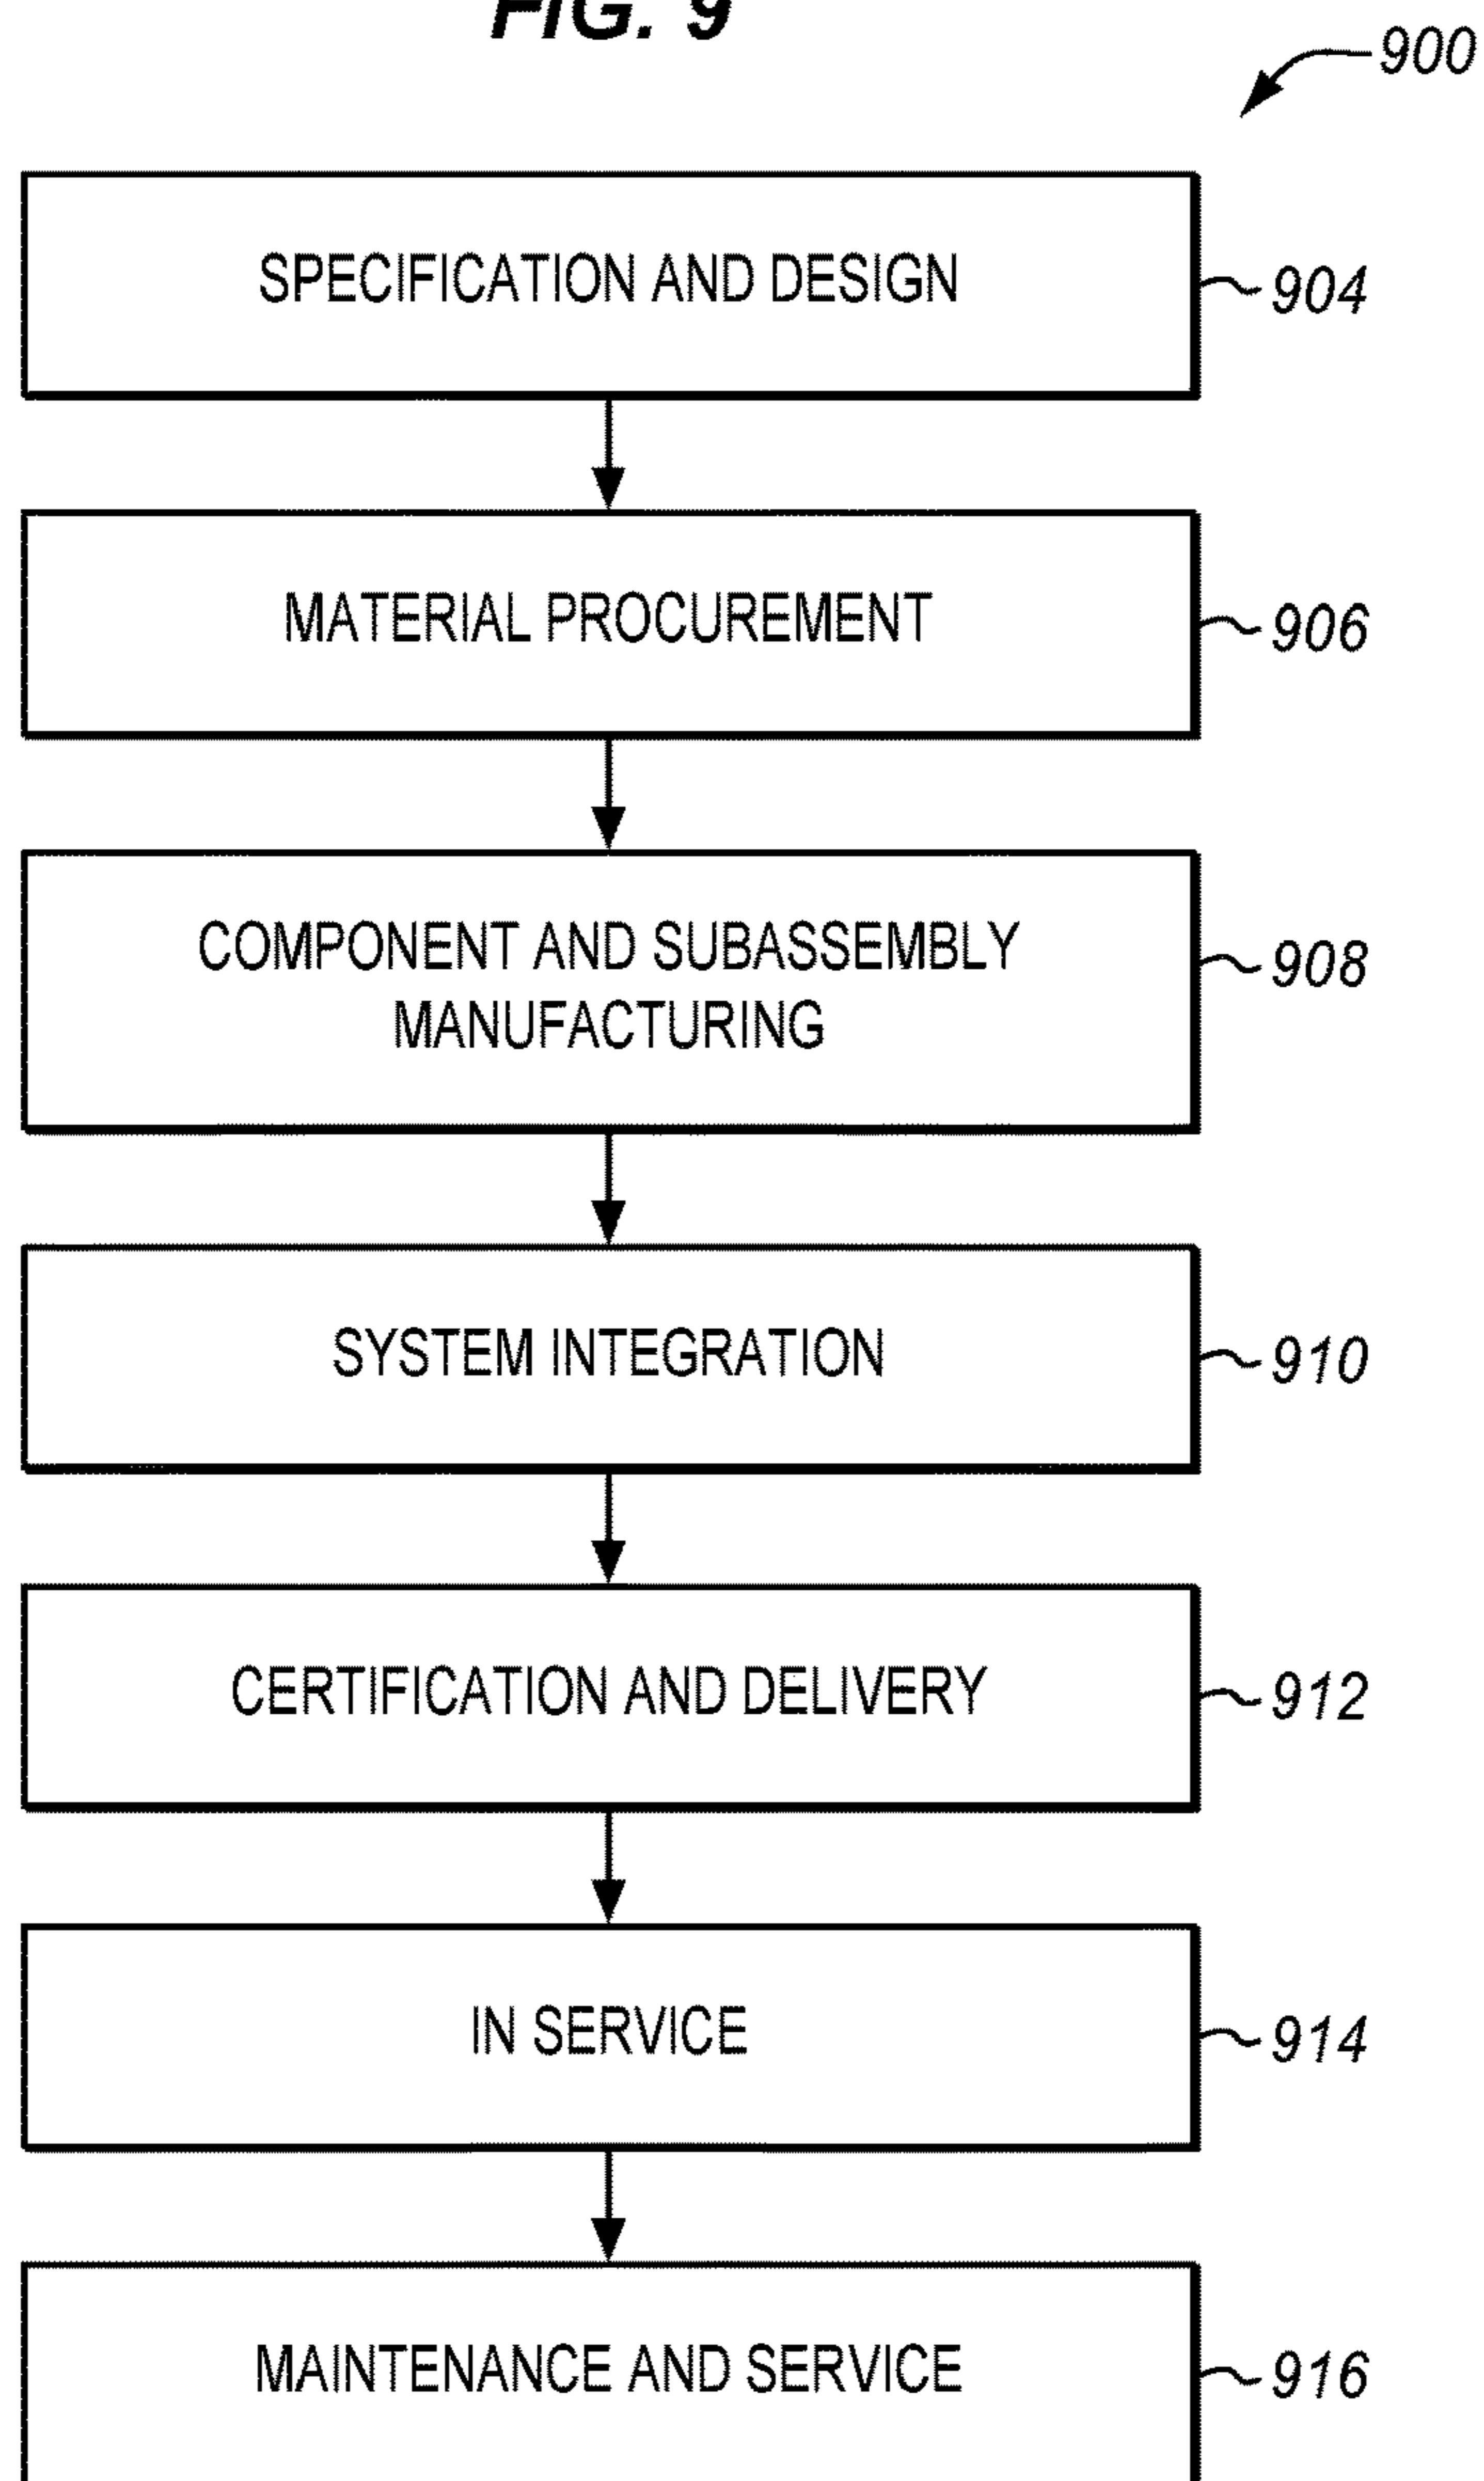 FIG. 9
900
SPECIFICATION AND DESIGN
904
MATERIAL PROCUREMENT
906
COMPONENT AND SUBASSEMBLY
MANUFACTURING
908
SYSTEM INTEGRATION
910
CERTIFICATION AND DELIVERY
912
IN SERVICE
914
MAINTENANCE AND SERVICE
916